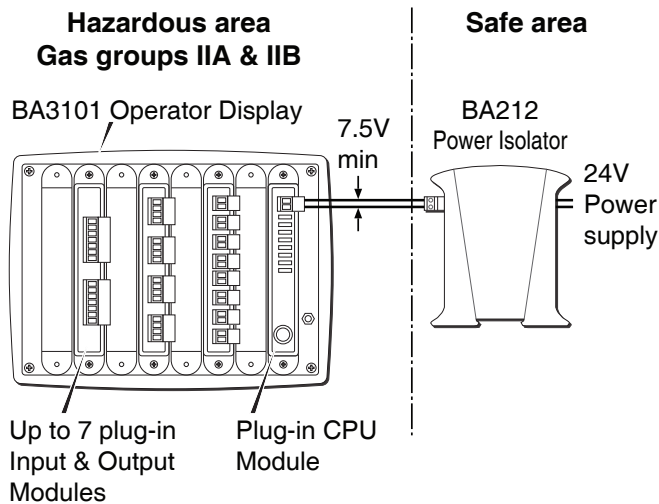 Hazardous area
Gas groups IIA & IIB
Safe area
BA3101 Operator Display
7.5V
min
BA212
Power Isolator
24V
Power
supply
Up to 7 plug-in
Input & Output
Modules
Plug-in CPU
Module